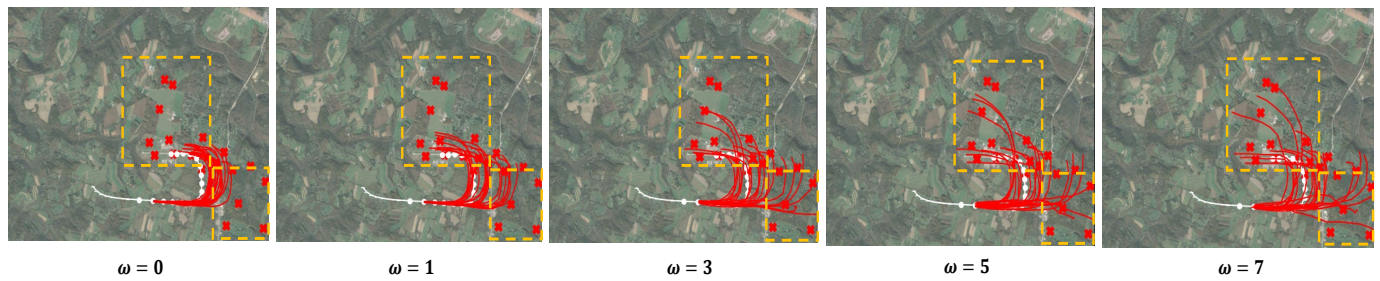 ω = 0
ω = 1
ω = 3
ω = 5
ω = 7